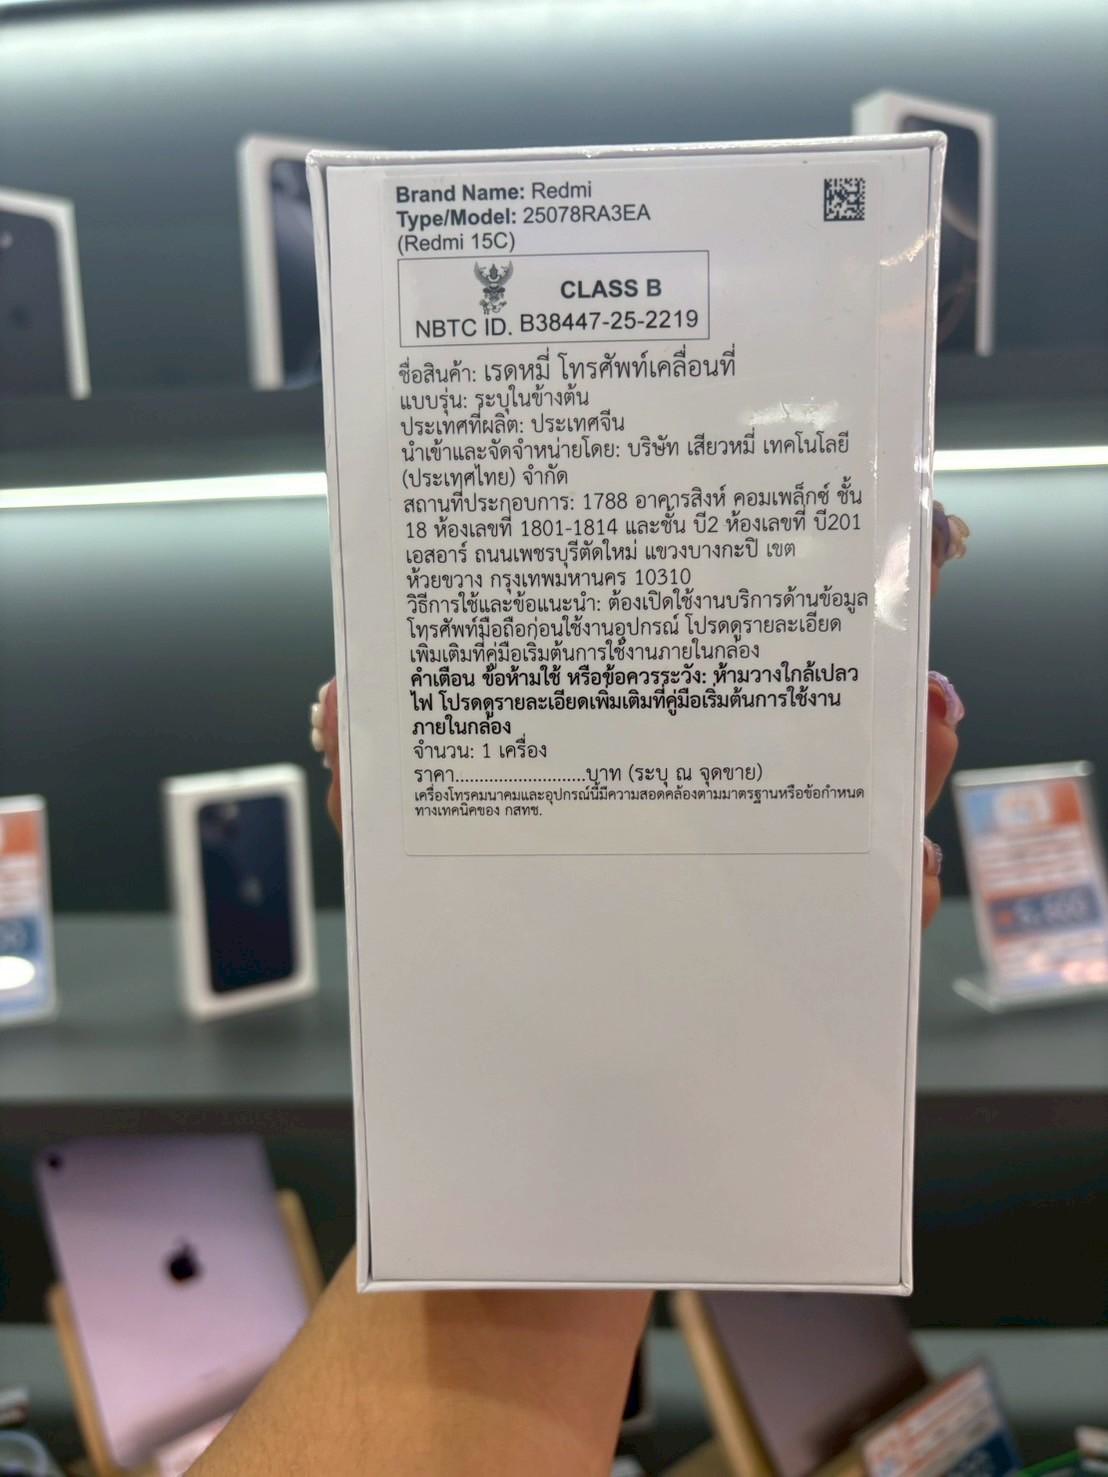 Brand Name: Redmi
Type/Model: 25078RA3EA
(Redmi 15C)
CLASS B
NBTC ID. B38447-25-2219
ชื่อสินค้า: เรดหมี่ โทรศัพท์เคลื่อนที่
แบบรุ่น: ระบุในข้างต้น
ประเทศที่ผลิต: ประเทศจีน
นำเข้าและจัดจำหน่ายโดย: บริษัท เสียวหมี่ เทคโนโลยี
(ประเทศไทย) จำกัด
สถานที่ประกอบการ: 1788 อาคารสิงห์ คอมเพล็กซ์ ชั้น
18 ห้องเลขที่ 1801-1814 และชั้น บี2 ห้องเลขที่ บี201
เอสอาร์ ถนนเพชรบุรีตัดใหม่ แขวงบางกะปิ เขต
ห้วยขวาง กรุงเทพมหานคร 10310
วิธีการใช้และข้อแนะนำ: ต้องเปิดใช้งานบริการด้านข้อมูล
โทรศัพท์มือถือก่อนใช้งานอุปกรณ์ โปรดดูรายละเอียด
เพิ่มเติมที่คู่มือเริ่มต้นการใช้งานภายในกล่อง
คำเตือน ข้อห้ามใช้ หรือข้อควรระวัง: ห้ามวางใกล้เปลว
ไฟ โปรดดูรายละเอียดเพิ่มเติมที่คู่มือเริ่มต้นการใช้งาน
ภายในกล่อง
จำนวน: 1 เครื่อง
ราคา...........................บาท (ระบุ ณ จุดขาย)
เครื่องโทรคมนาคมและอุปกรณ์นี้มีความสอดคล้องตามมาตรฐานหรือข้อกำหนด
ทางเทคนิคของ กสทช.